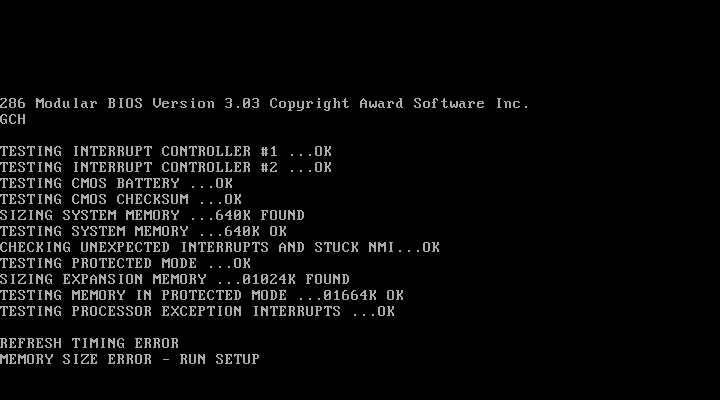 286 Modular BIOS Version 3.03 Copyright Award Software Inc.
GCH
TESTING INTERRUPT CONTROLLER #1 ...OK
TESTING INTERRUPT CONTROLLER #2 ...OK
TESTING CMOS BATTERY ...OK
TESTING CMOS CHECKSUM ...OK
SIZING SYSTEM MEMORY ...640K FOUND
TESTING SYSTEM MEMORY ...640K OK
CHECKING UNEXPECTED INTERRUPTS AND STUCK NMI...OK
TESTING PROTECTED MODE ...OK
SIZING EXPANSION MEMORY ...01024K FOUND
TESTING MEMORY IN PROTECTED MODE ...01664K OK
TESTING PROCESSOR EXCEPTION INTERRUPTS ...OK
REFRESH TIMING ERROR
MEMORY SIZE ERROR - RUN SETUP